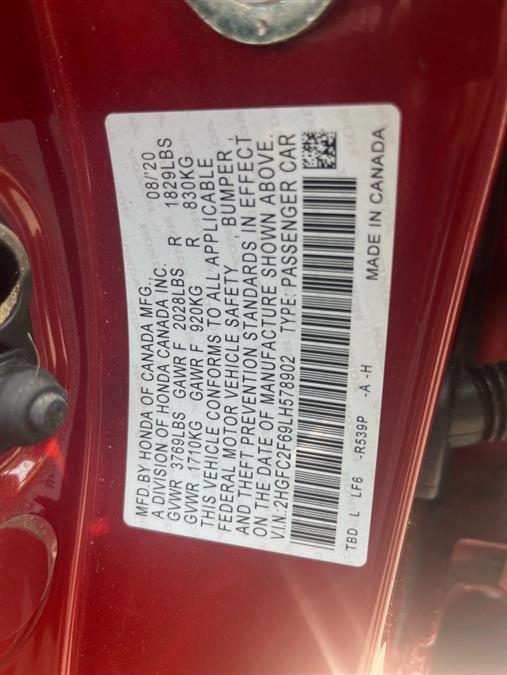 MFD.BY HONDA OF CANADA MFG., 08/'20
A DIVISION OF HONDA CANADA INC.
GVWR 3769LBS GAWR F 2028LBS R 1829LBS
GVWR 1710KG GAWR F 920KG R 830KG
THIS VEHICLE CONFORMS TO ALL APPLICABLE
FEDERAL MOTOR VEHICLE SAFETY BUMPER,
AND THEFT PREVENTION STANDARDS IN EFFECT
ON THE DATE OF MANUFACTURE SHOWN ABOVE.
V.I.N.:2HGFC2F69LH578902 TYPE: PASSENGER CAR
TBD L LF6 -R539P -A -H MADE IN CANADA